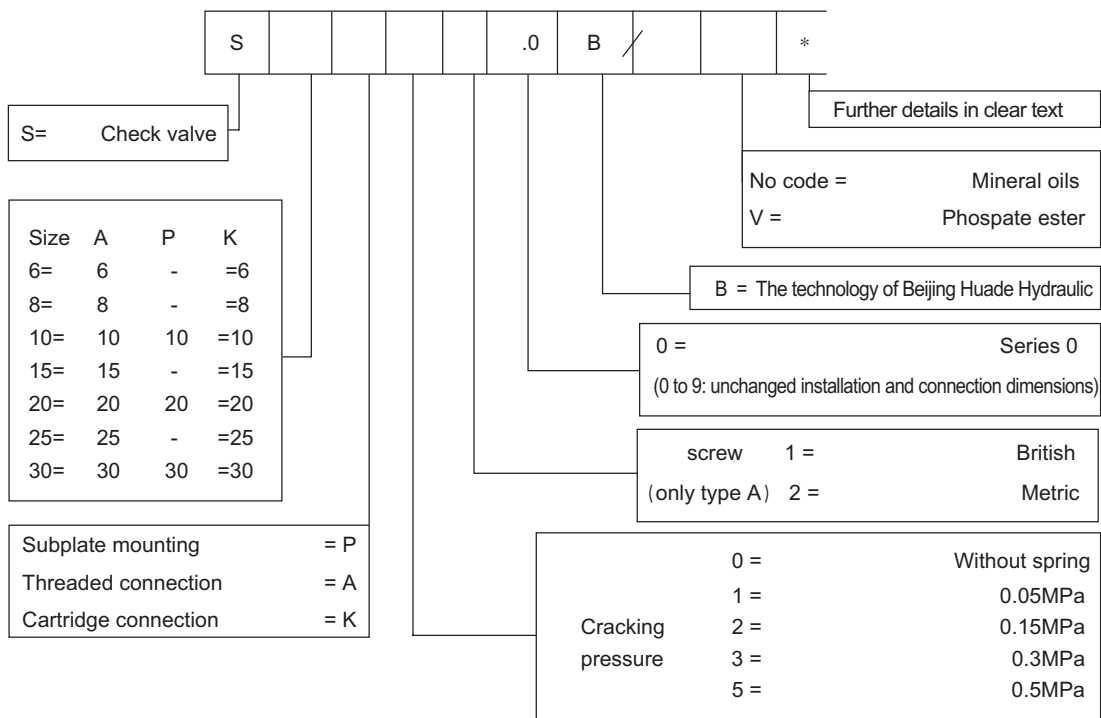 S .0 B / *
S= Check valve
Further details in clear text
No code = Mineral oils
V = Phospate ester
Size A P K
6= 6 - =6
8= 8 - =8
10= 10 10 =10
15= 15 - =15
20= 20 20 =20
25= 25 - =25
30= 30 30 =30
B = The technology of Beijing Huade Hydraulic
0 = Series 0
(0 to 9: unchanged installation and connection dimensions)
screw 1 = British
(only type A) 2 = Metric
Subplate mounting = P
Threaded connection = A
Cartridge connection = K
0 = Without spring
1 = 0.05MPa
Cracking 2 = 0.15MPa
pressure 3 = 0.3MPa
5 = 0.5MPa